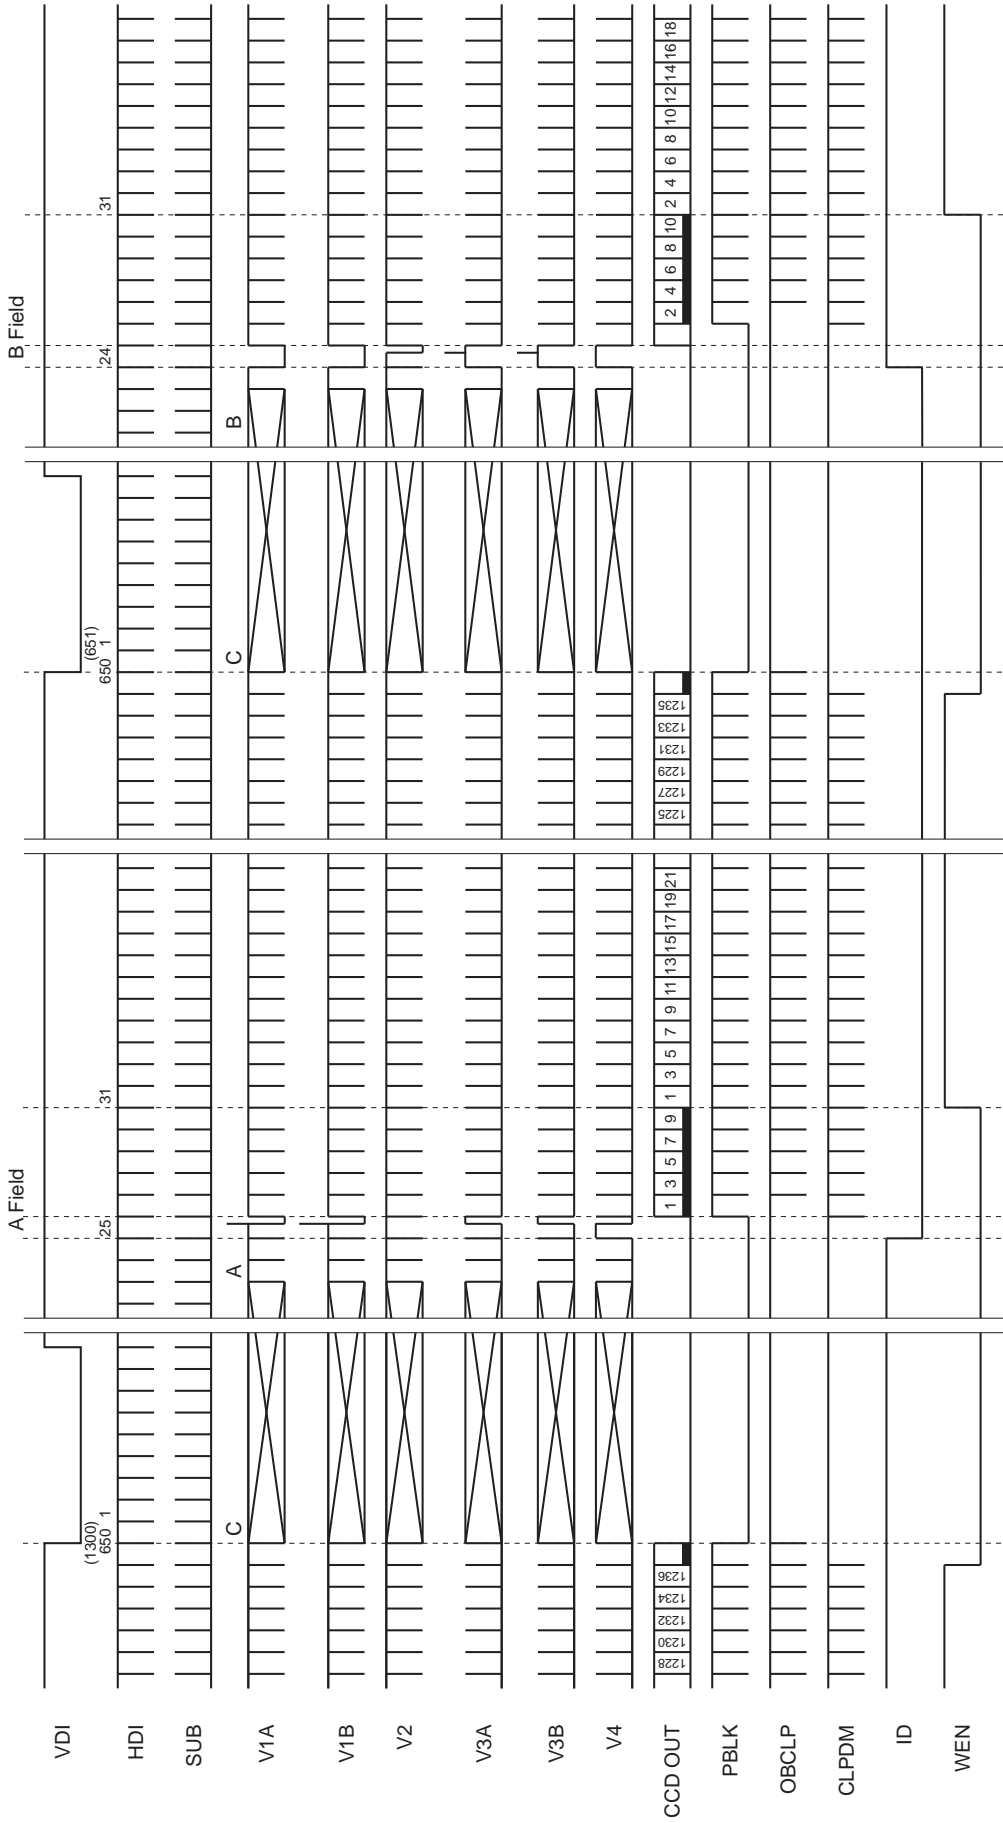 A Field
B Field
VDI
(1300)
650 1
25
31
(651)
650 1
24
31
HDI
SUB
C
A
C
B
V1A
V1B
V2
V3A
V3B
V4
CCD OUT
1228 1230 1232 1234 1236
1 3 5 7 9 1 3 5 7 9 11 13 15 17 19 21
1225 1227 1229 1231 1233 1235
2 4 6 8 10 2 4 6 8 10 12 14 16 18
PBLK
OBCLP
CLPDM
ID
WEN